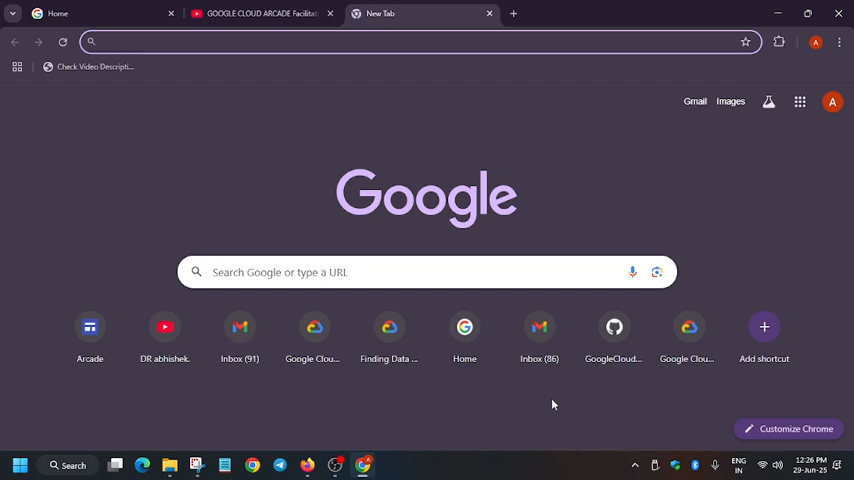 Home
GOOGLE CLOUD ARCADE Facilitat
New Tab
Check Video Descripti...
Gmail Images
A
A
Google
Search Google or type a URL
Arcade
DR abhishek.
Inbox (91)
Google Clou...
Finding Data ...
Home
Inbox (86)
GoogleCloud...
Google Clou...
Add shortcut
Customize Chrome
Search
ENG
IN
12:26 PM
29-Jun-25